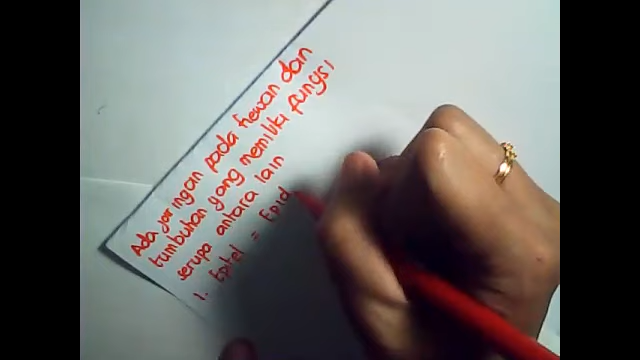 Ada jaringan pada hewan dan
tumbuhan yang memiliki fungsi
serupa antara lain
1. Epitel = Epid